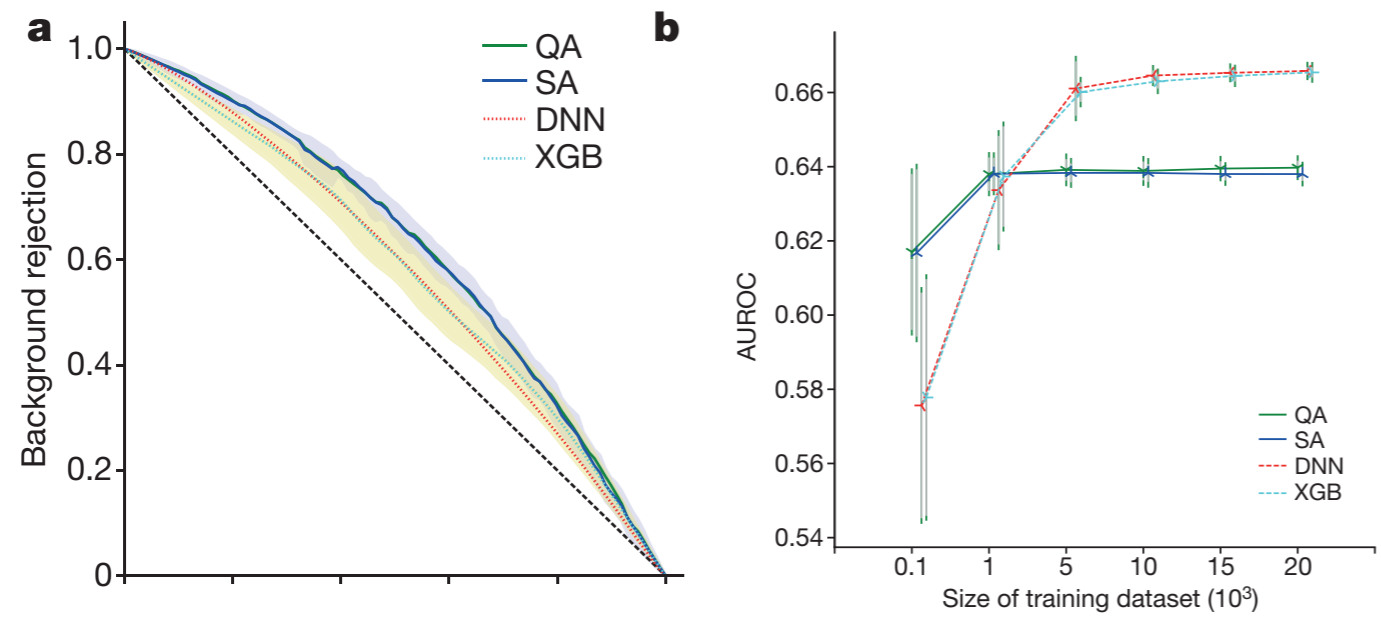 a
1.0
0.8
0.6
0.4
0.2
0
Background rejection
QA
SA
DNN
XGB
b
0.66
0.64
0.62
0.60
0.58
0.56
0.54
AUROC
QA
SA
DNN
XGB
0.1 1 5 10 15 20
Size of training dataset (10³)